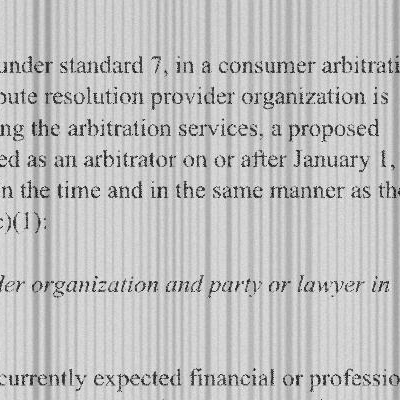 under standard 7, in a consumer arbitrati
oute resolution provider organization is
ng the arbitration services, a proposed
ed as an arbitrator on or after January 1,
n the time and in the same manner as the
c)(1):
der organization and party or lawyer in
currently expected financial or professio